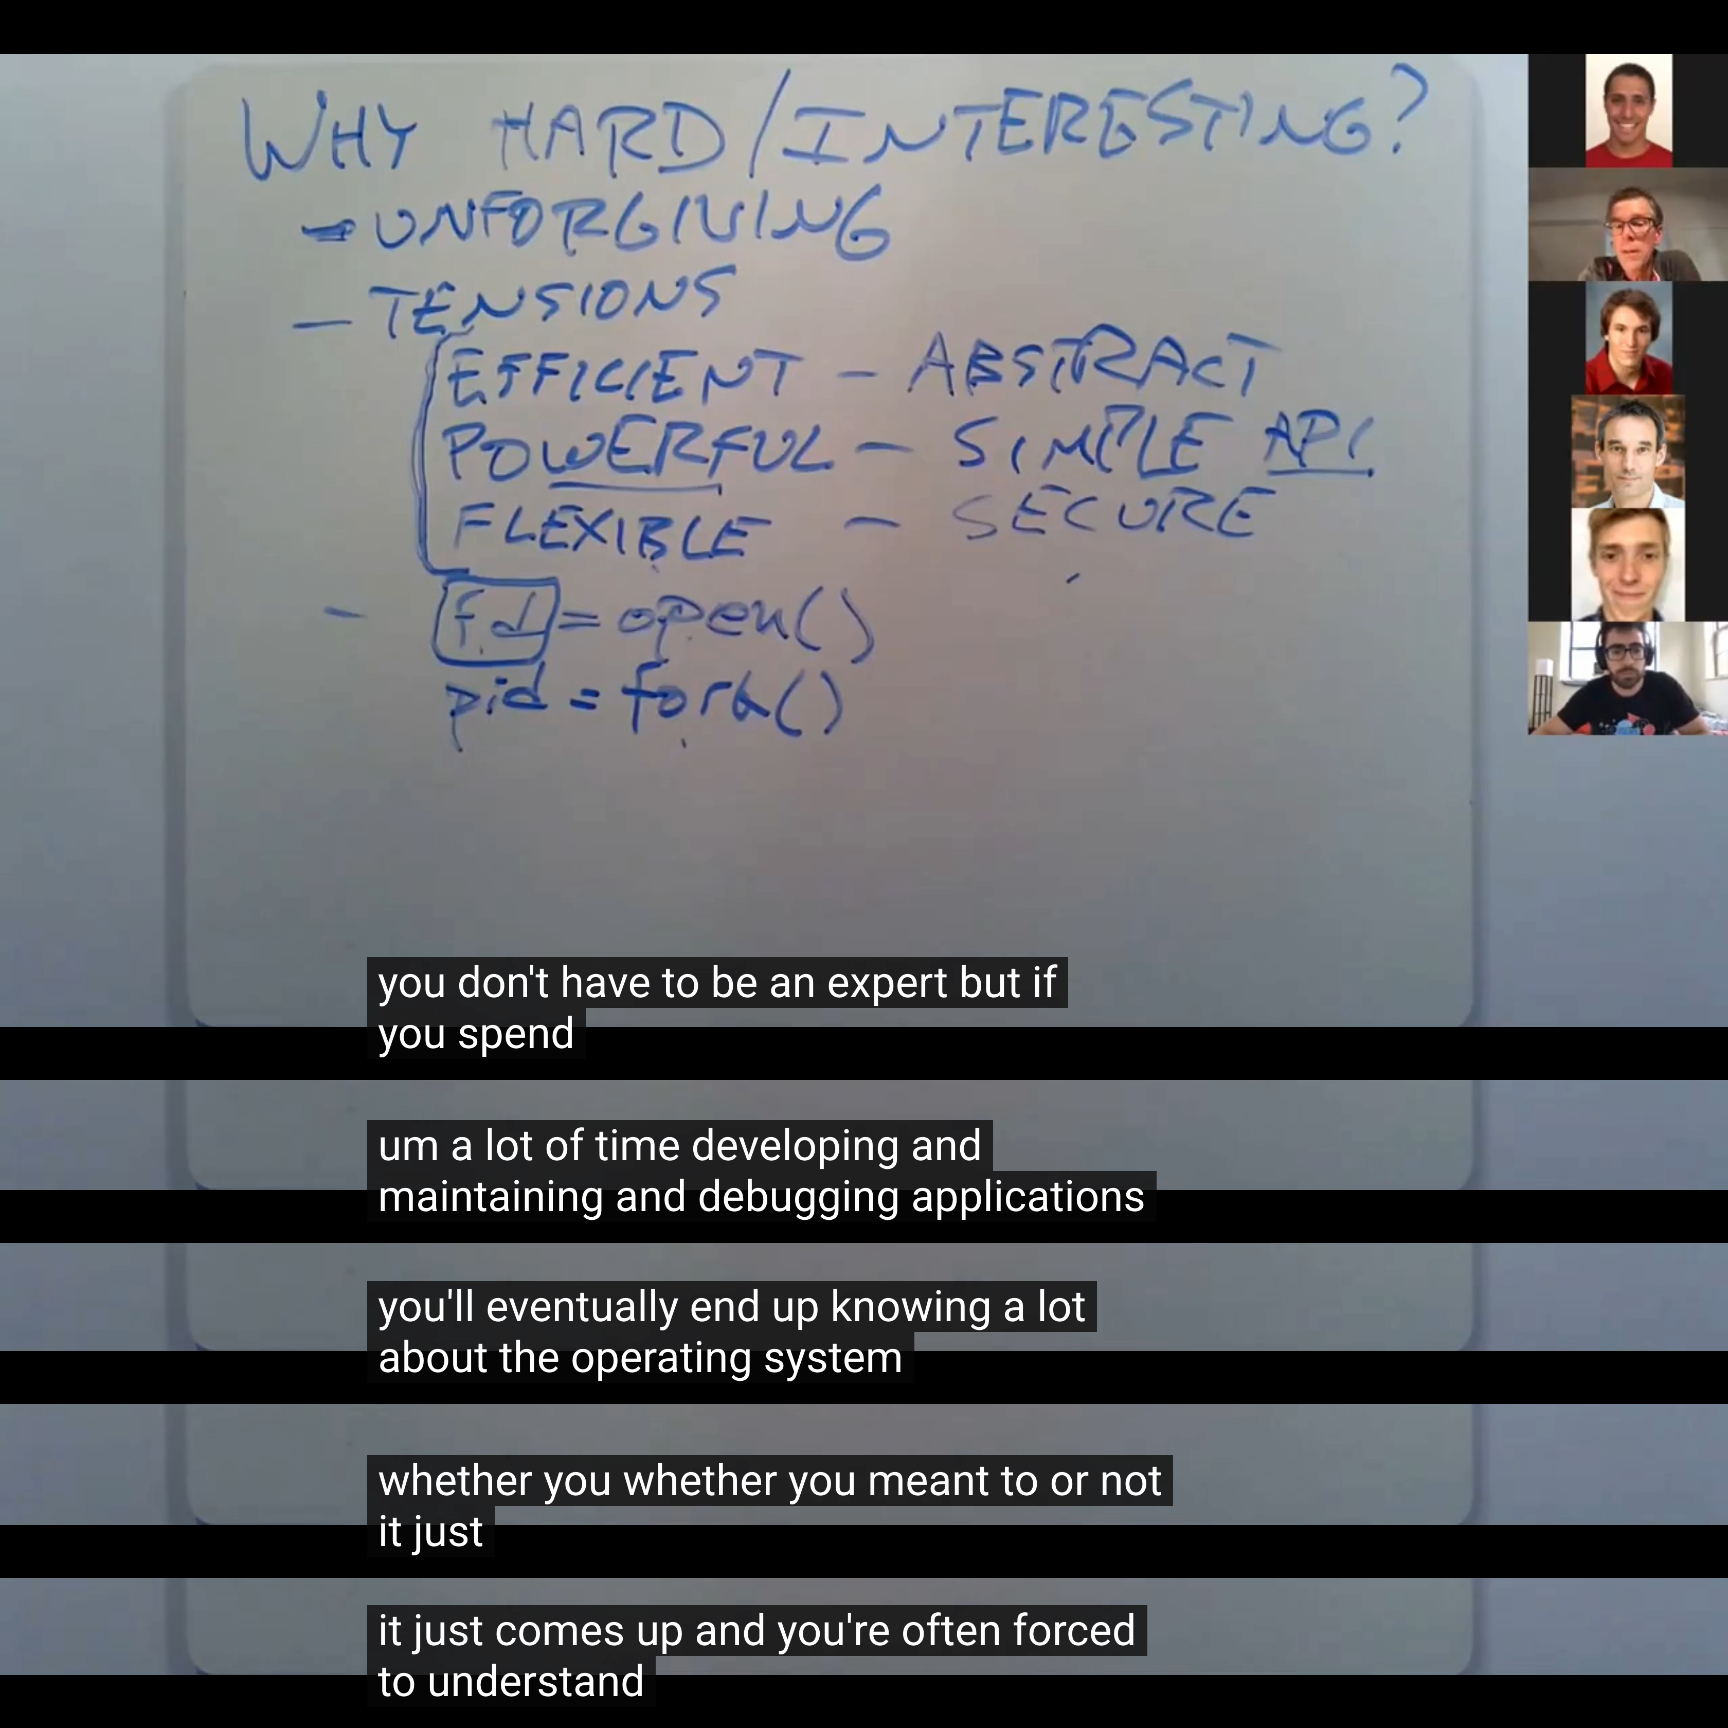 WHY HARD/INTERESTING?
- UNFORGIVING
- TENSIONS
EFFICIENT - ABSTRACT
POWERFUL - SIMPLE API
FLEXIBLE - SECURE
- fd = open()
pid = fork()
you don't have to be an expert but if
you spend
um a lot of time developing and
maintaining and debugging applications
you'll eventually end up knowing a lot
about the operating system
whether you whether you meant to or not
it just
it just comes up and you're often forced
to understand